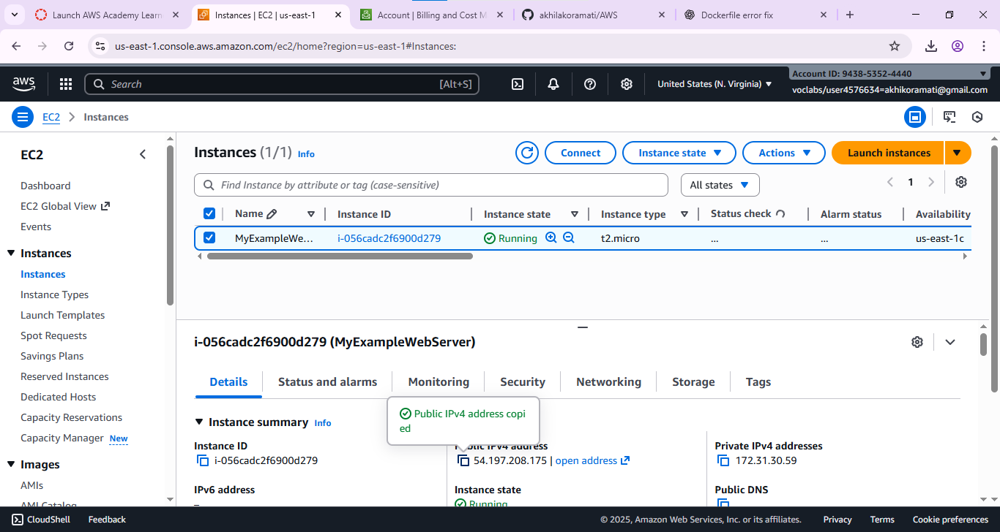 Launch AWS Academy Learn
Instances | EC2 | us-east-1
Account | Billing and Cost M
akhilakoramati/AWS
Dockerfile error fix
us-east-1.console.aws.amazon.com/ec2/home?region=us-east-1#Instances:
aws
Search
[Alt+S]
United States (N. Virginia)
Account ID: 9438-5352-4440
voclabs/user4576634=akhikoramati@gmail.com
EC2 > Instances
EC2
Dashboard
EC2 Global View
Events
Instances
Instances
Instance Types
Launch Templates
Spot Requests
Savings Plans
Reserved Instances
Dedicated Hosts
Capacity Reservations
Capacity Manager New
Images
AMIs
AMI Catalog
Instances (1/1) Info
Connect
Instance state
Actions
Launch instances
Find Instance by attribute or tag (case-sensitive)
All states
1
Name Instance ID Instance state Instance type Status check Alarm status Availability
MyExampleWe... i-056cadc2f6900d279 Running t2.micro ... ... us-east-1c
i-056cadc2f6900d279 (MyExampleWebServer)
Details Status and alarms Monitoring Security Networking Storage Tags
Public IPv4 address copi
ed
Instance summary Info
Instance ID
i-056cadc2f6900d279
Public IPv4 address
54.197.208.175 | open address
Private IPv4 addresses
172.31.30.59
IPv6 address
–
Instance state
Running
Public DNS
CloudShell Feedback
© 2025, Amazon Web Services, Inc. or its affiliates. Privacy Terms Cookie preferences